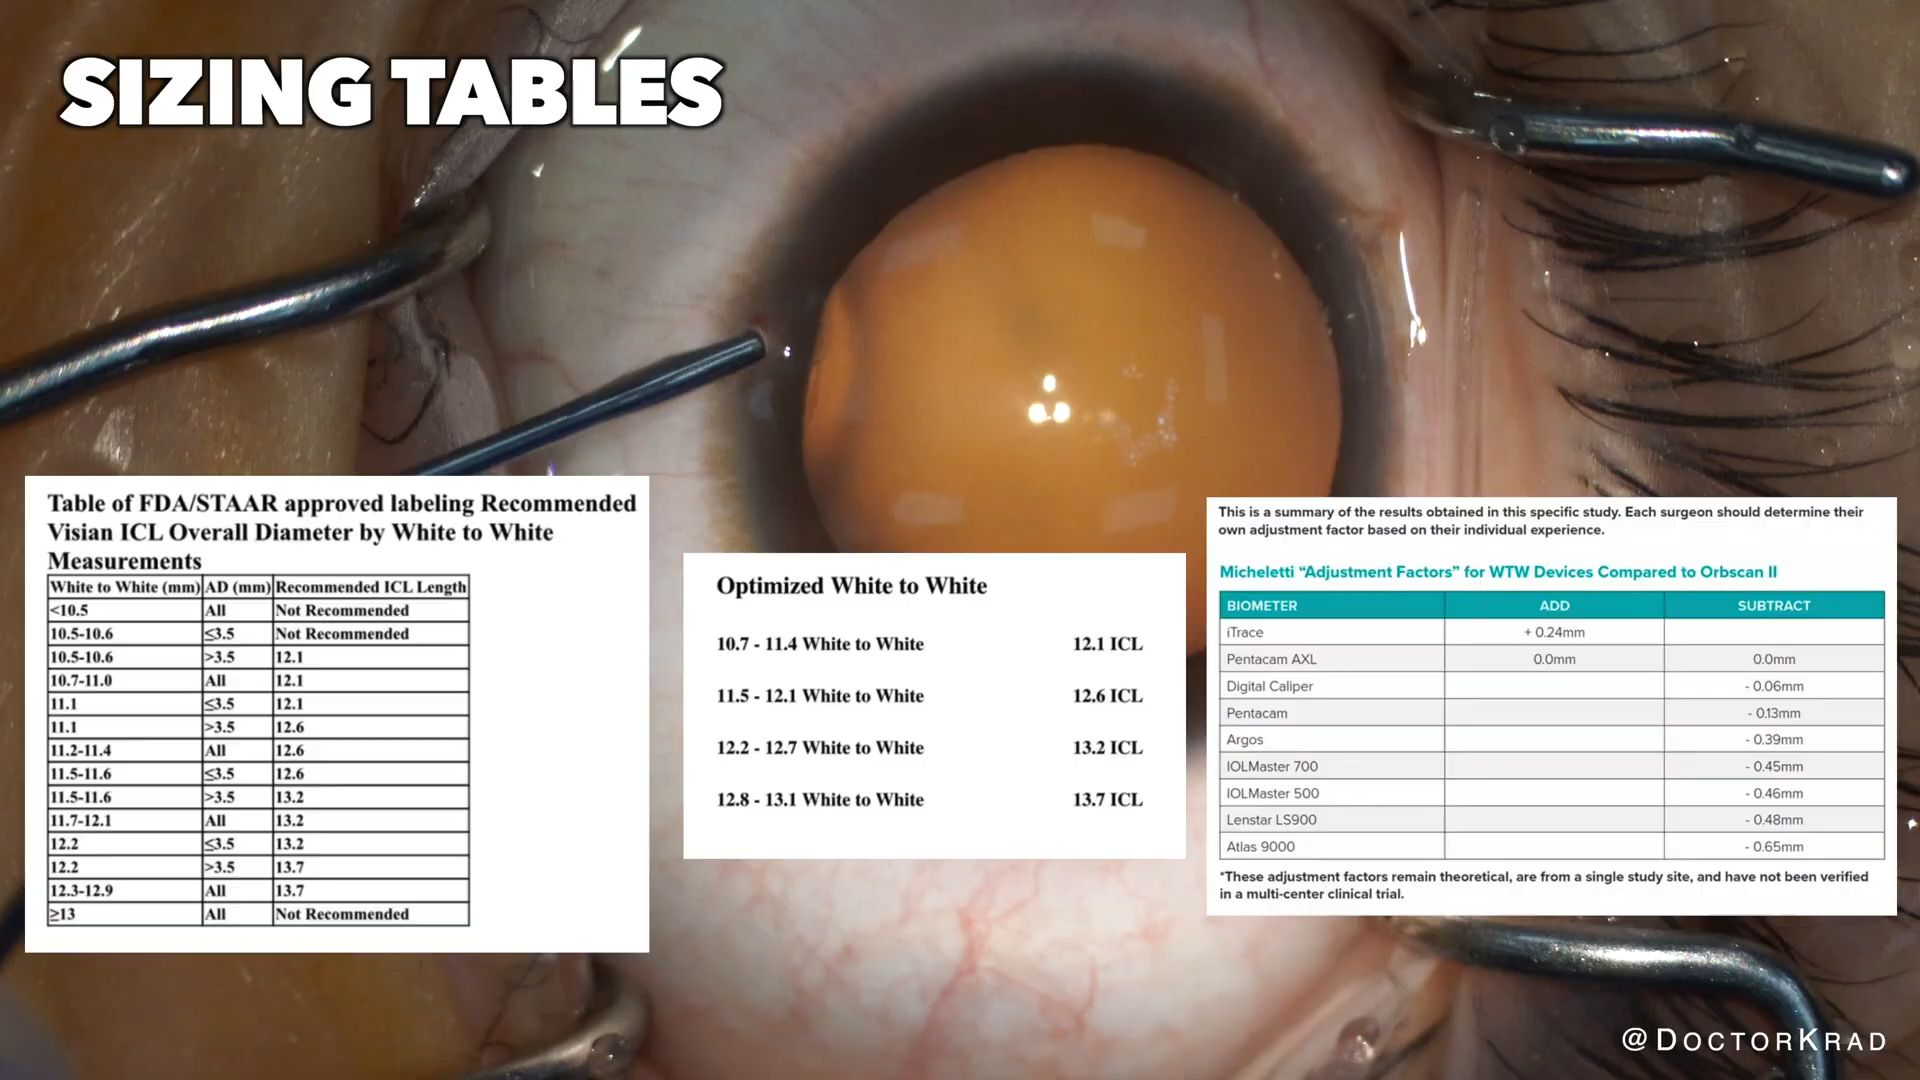 SIZING TABLES
Table of FDA/STAAR approved labeling Recommended
Visian ICL Overall Diameter by White to White
Measurements
White to White (mm) AD (mm) Recommended ICL Length
<10.5 All Not Recommended
10.5-10.6 ≤3.5 Not Recommended
10.5-10.6 >3.5 12.1
10.7-11.0 All 12.1
11.1 ≤3.5 12.1
11.1 >3.5 12.6
11.2-11.4 All 12.6
11.5-11.6 ≤3.5 12.6
11.5-11.6 >3.5 13.2
11.7-12.1 All 13.2
12.2 ≤3.5 13.2
12.2 >3.5 13.7
12.3-12.9 All 13.7
≥13 All Not Recommended
Optimized White to White
10.7 - 11.4 White to White 12.1 ICL
11.5 - 12.1 White to White 12.6 ICL
12.2 - 12.7 White to White 13.2 ICL
12.8 - 13.1 White to White 13.7 ICL
This is a summary of the results obtained in this specific study. Each surgeon should determine their
own adjustment factor based on their individual experience.
Micheletti “Adjustment Factors” for WTW Devices Compared to Orbscan II
BIOMETER ADD SUBTRACT
iTrace + 0.24mm
Pentacam AXL 0.0mm 0.0mm
Digital Caliper - 0.06mm
Pentacam - 0.13mm
Argos - 0.39mm
IOLMaster 700 - 0.45mm
IOLMaster 500 - 0.46mm
Lenstar LS900 - 0.48mm
Atlas 9000 - 0.65mm
*These adjustment factors remain theoretical, are from a single study site, and have not been verified
in a multi-center clinical trial.
@DOCTORKRAD